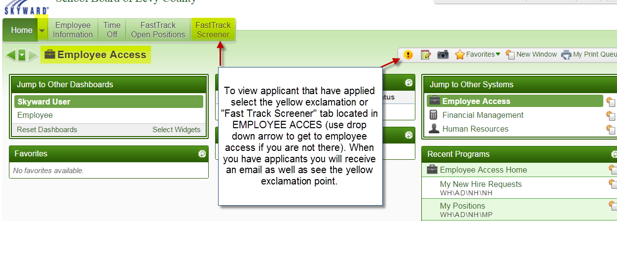 School Board of Levy County
SKYWARD®
Home
Employee Information
Time Off
FastTrack Open Positions
FastTrack Screener
Employee Access
Favorites
New Window
My Print Queu
Jump to Other Dashboards
Skyward User
Employee
Reset Dashboards Select Widgets
Favorites
No favorites available.
tus
To view applicant that have applied
select the yellow exclamation or
"Fast Track Screener" tab located in
EMPLOYEE ACCES (use drop
down arrow to get to employee
access if you are not there). When
you have applicants you will receive
an email as well as see the yellow
exclamation point.
Jump to Other Systems
Employee Access
Financial Management
Human Resources
Recent Programs
Employee Access Home
My New Hire Requests
WH\AD\NH\NH
My Positions
WH\AD\NH\MP